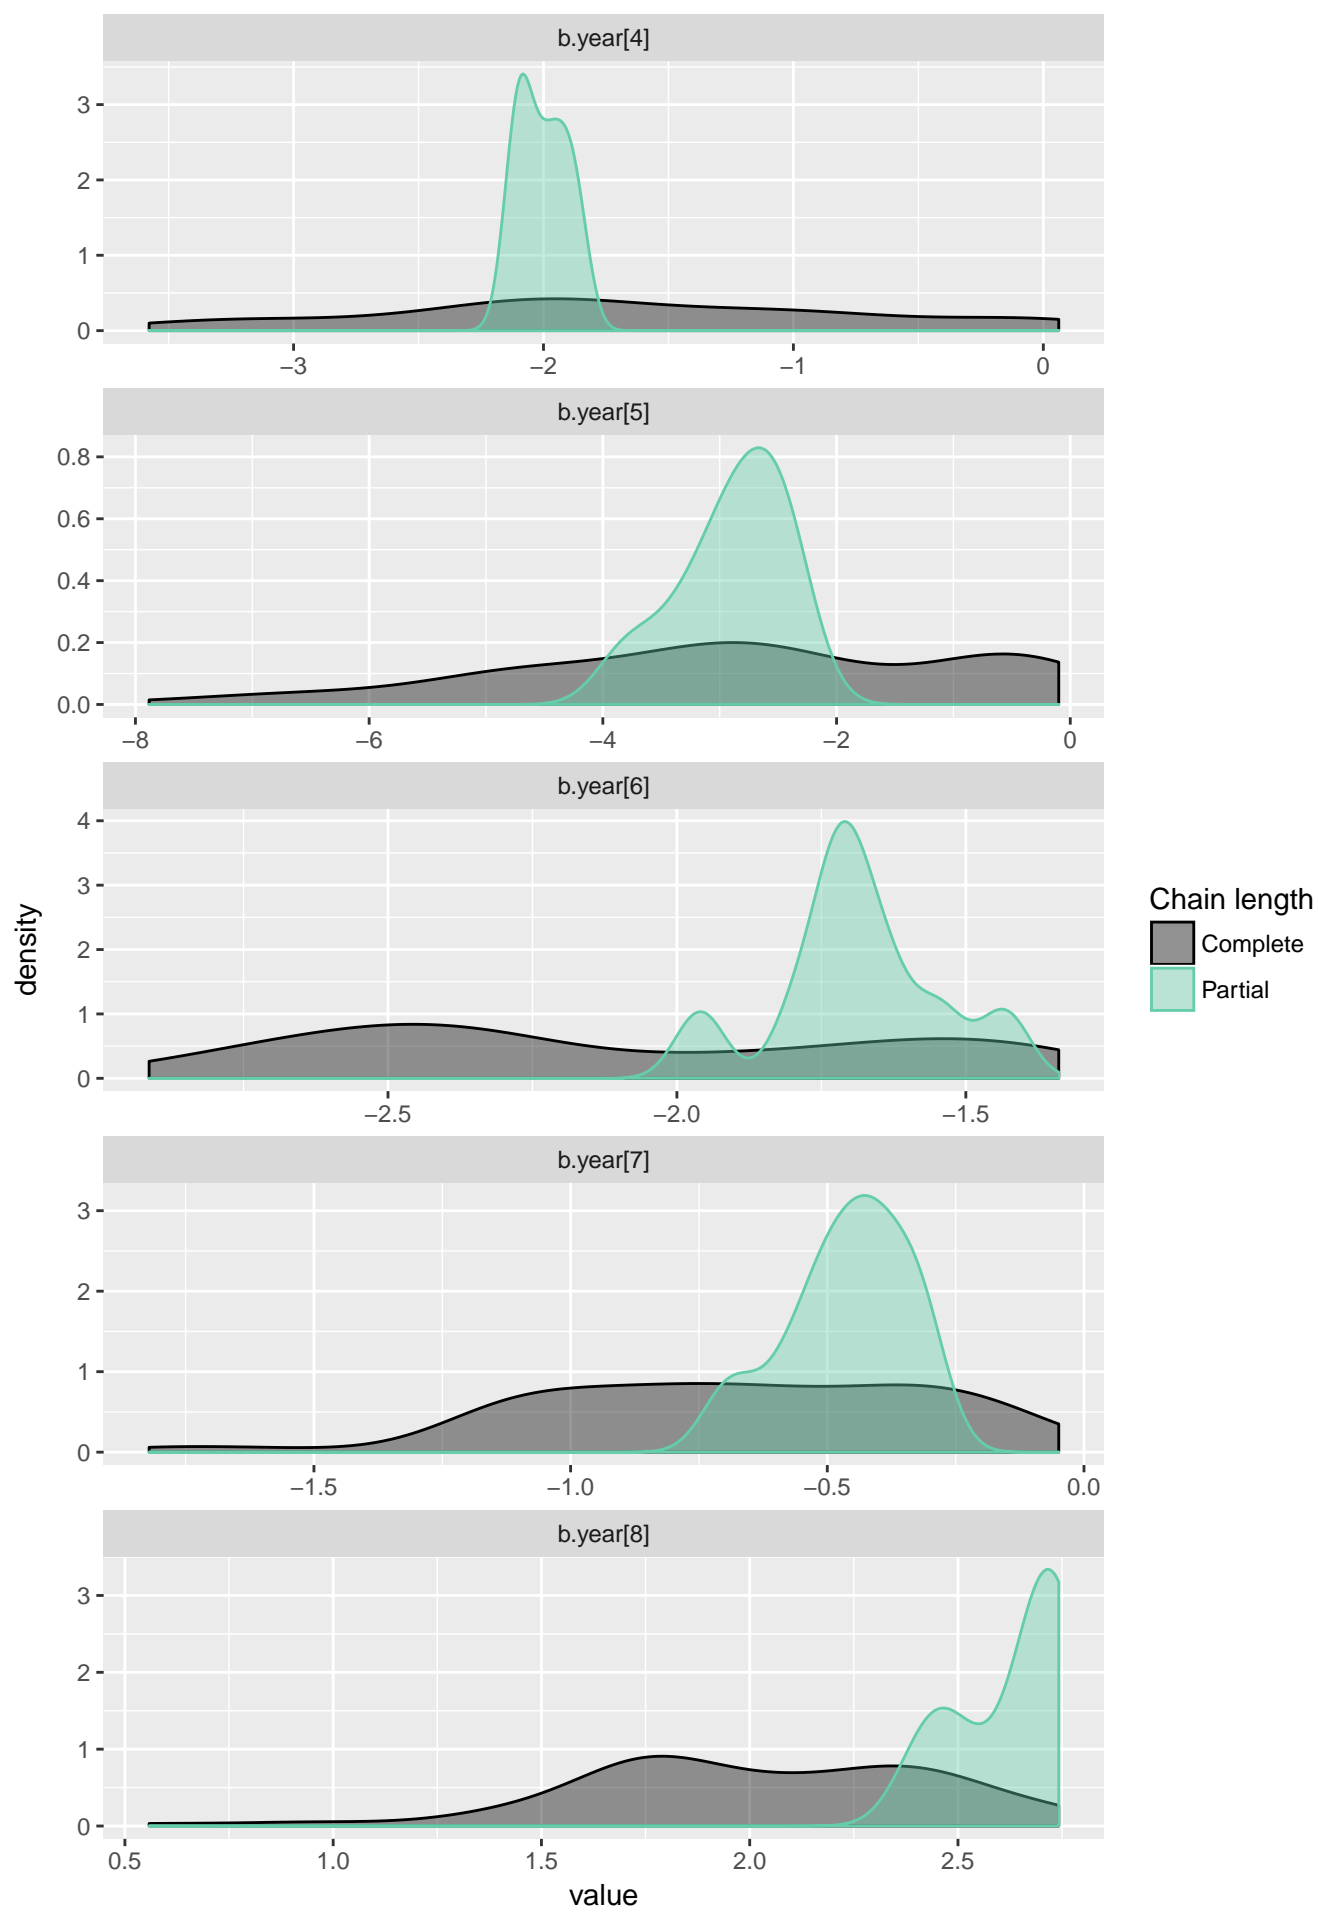 b.year[4]
3
2
1
0
−3 −2 −1 0
b.year[5]
0.8
0.6
0.4
0.2
0.0
−8 −6 −4 −2 0
b.year[6]
4
3
2
1
0
−2.5 −2.0 −1.5
b.year[7]
3
2
1
0
−1.5 −1.0 −0.5 0.0
b.year[8]
3
2
1
0
0.5 1.0 1.5 2.0 2.5
value
density
Chain length
Complete
Partial